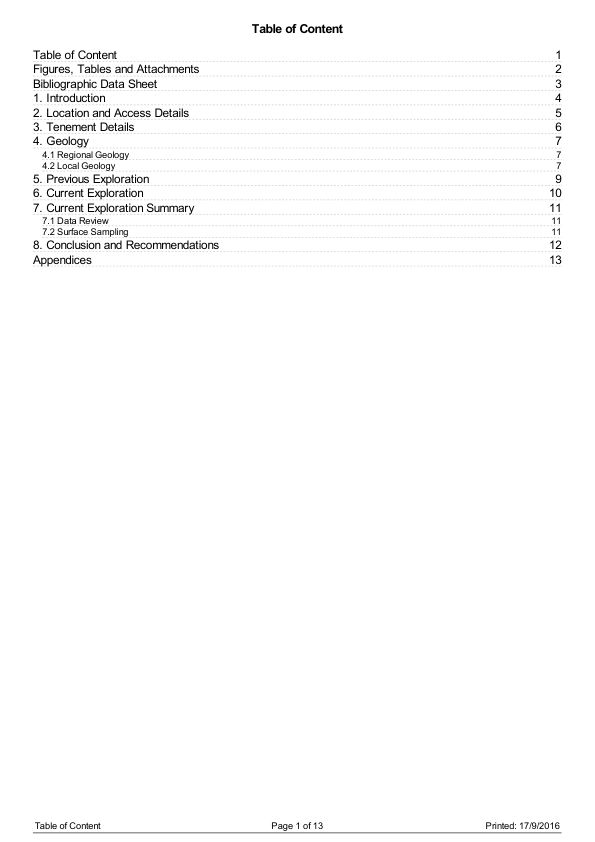 Table of Content
Table of Content 1
Figures, Tables and Attachments 2
Bibliographic Data Sheet 3
1. Introduction 4
2. Location and Access Details 5
3. Tenement Details 6
4. Geology 7
4.1 Regional Geology 7
4.2 Local Geology 7
5. Previous Exploration 9
6. Current Exploration 10
7. Current Exploration Summary 11
7.1 Data Review 11
7.2 Surface Sampling 11
8. Conclusion and Recommendations 12
Appendices 13
Table of Content Page 1 of 13 Printed: 17/9/2016